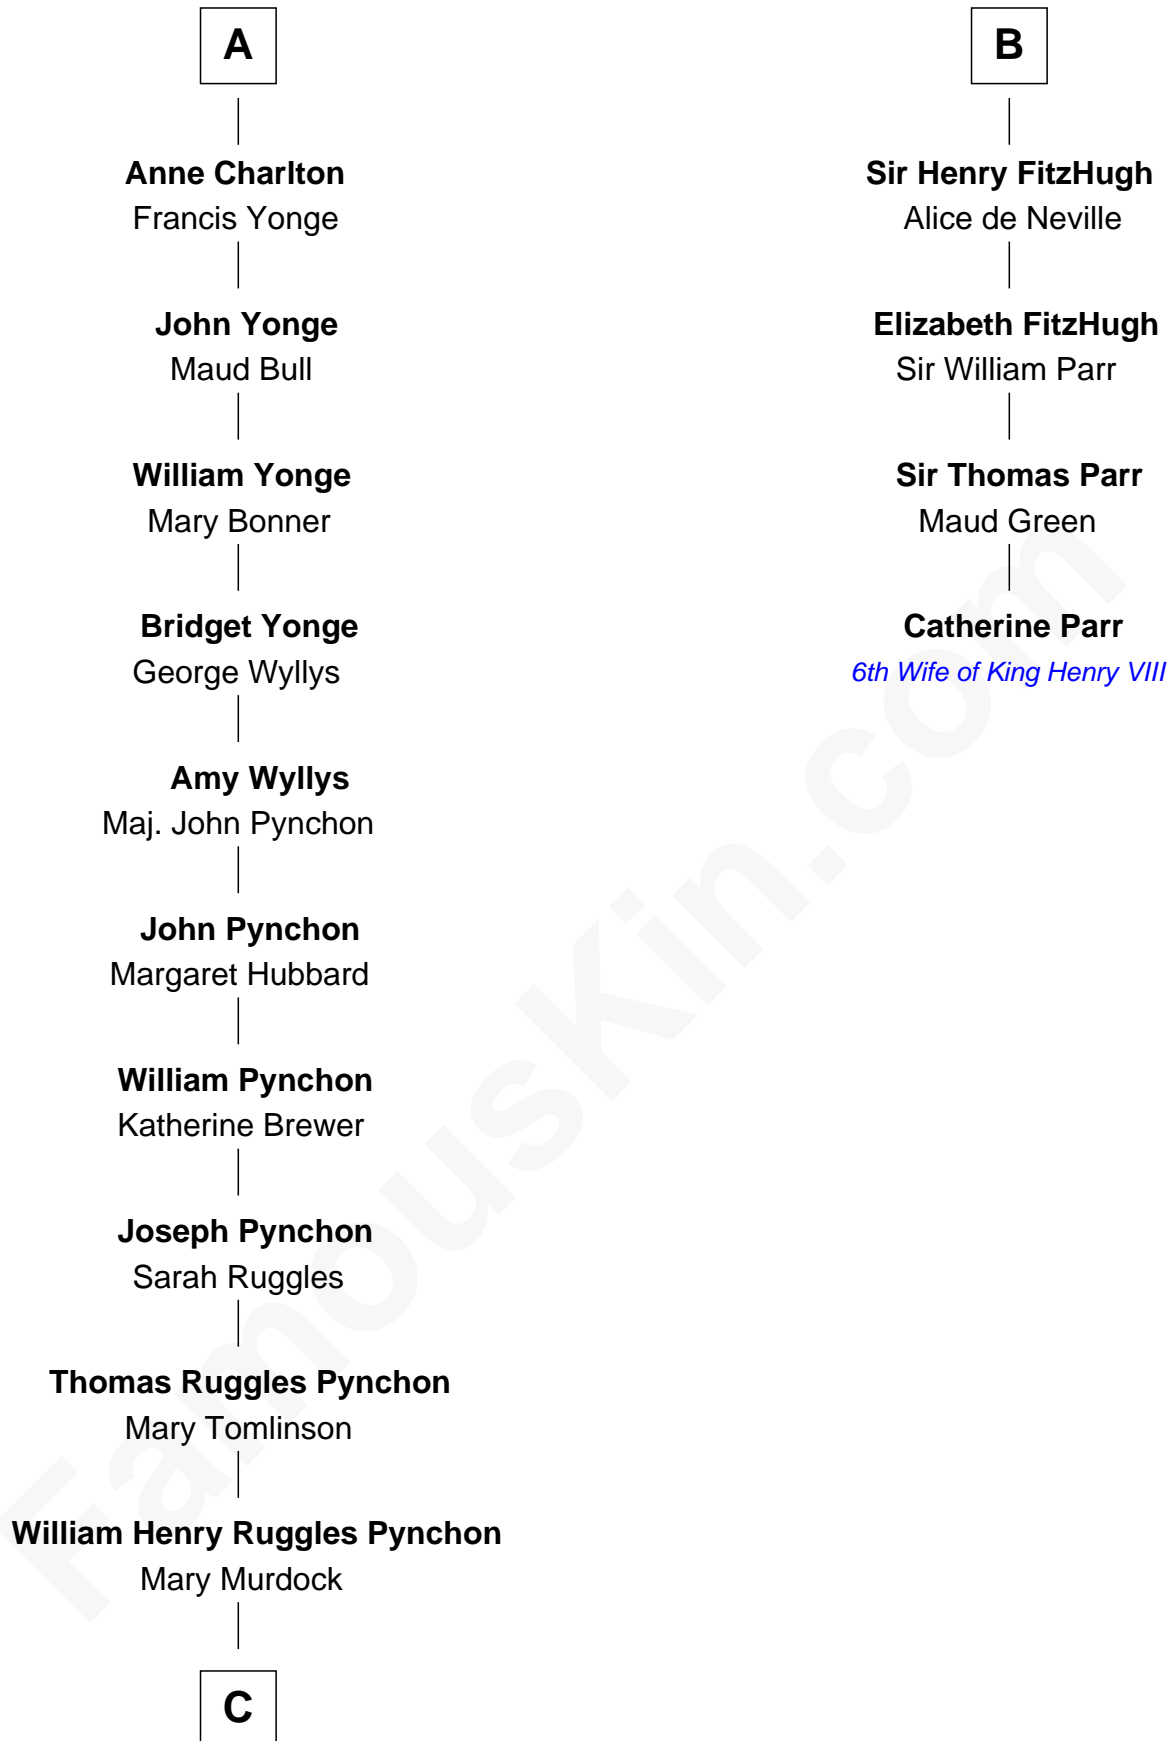 A
Anne Charlton
Francis Yonge
John Yonge
Maud Bull
William Yonge
Mary Bonner
Bridget Yonge
George Wyllys
Amy Wyllys
Maj. John Pynchon
John Pynchon
Margaret Hubbard
William Pynchon
Katherine Brewer
Joseph Pynchon
Sarah Ruggles
Thomas Ruggles Pynchon
Mary Tomlinson
William Henry Ruggles Pynchon
Mary Murdock
C
B
Sir Henry FitzHugh
Alice de Neville
Elizabeth FitzHugh
Sir William Parr
Sir Thomas Parr
Maud Green
Catherine Parr
6th Wife of King Henry VIII
FamousKin.com